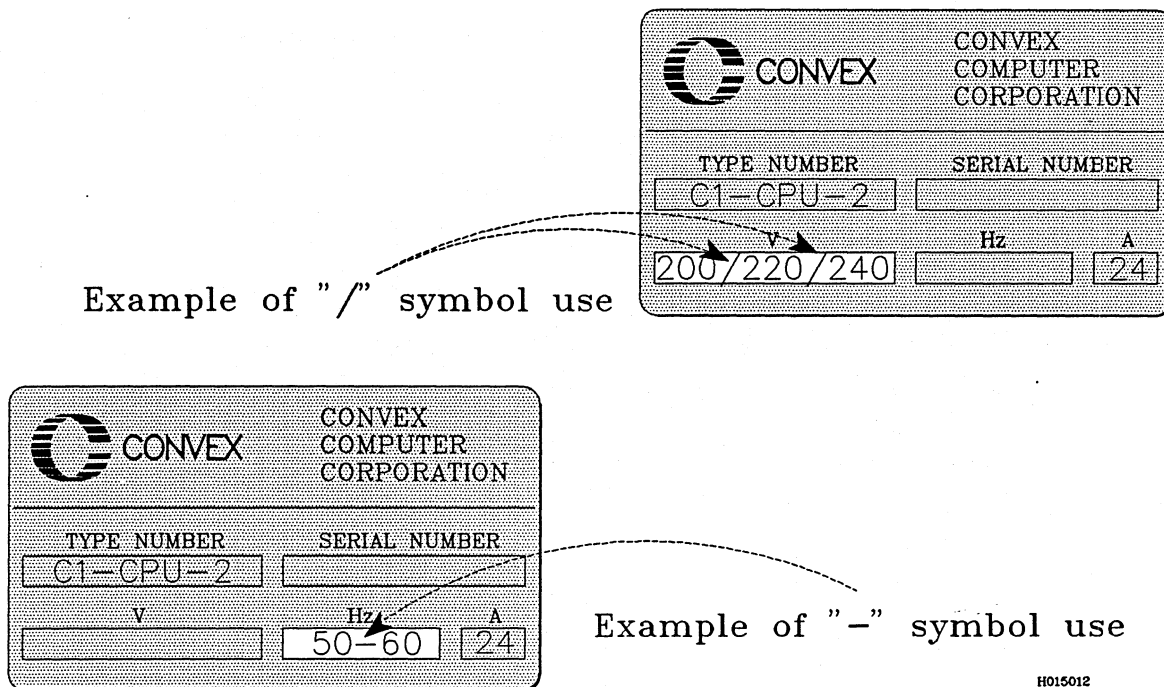 CONVEX
CONVEX
COMPUTER
CORPORATION
TYPE NUMBER SERIAL NUMBER
C1-CPU-2
V Hz A
200/220/240 24
Example of "/" symbol use
CONVEX
CONVEX
COMPUTER
CORPORATION
TYPE NUMBER SERIAL NUMBER
C1-CPU-2
V Hz A
50-60 24
Example of "-" symbol use
H015012